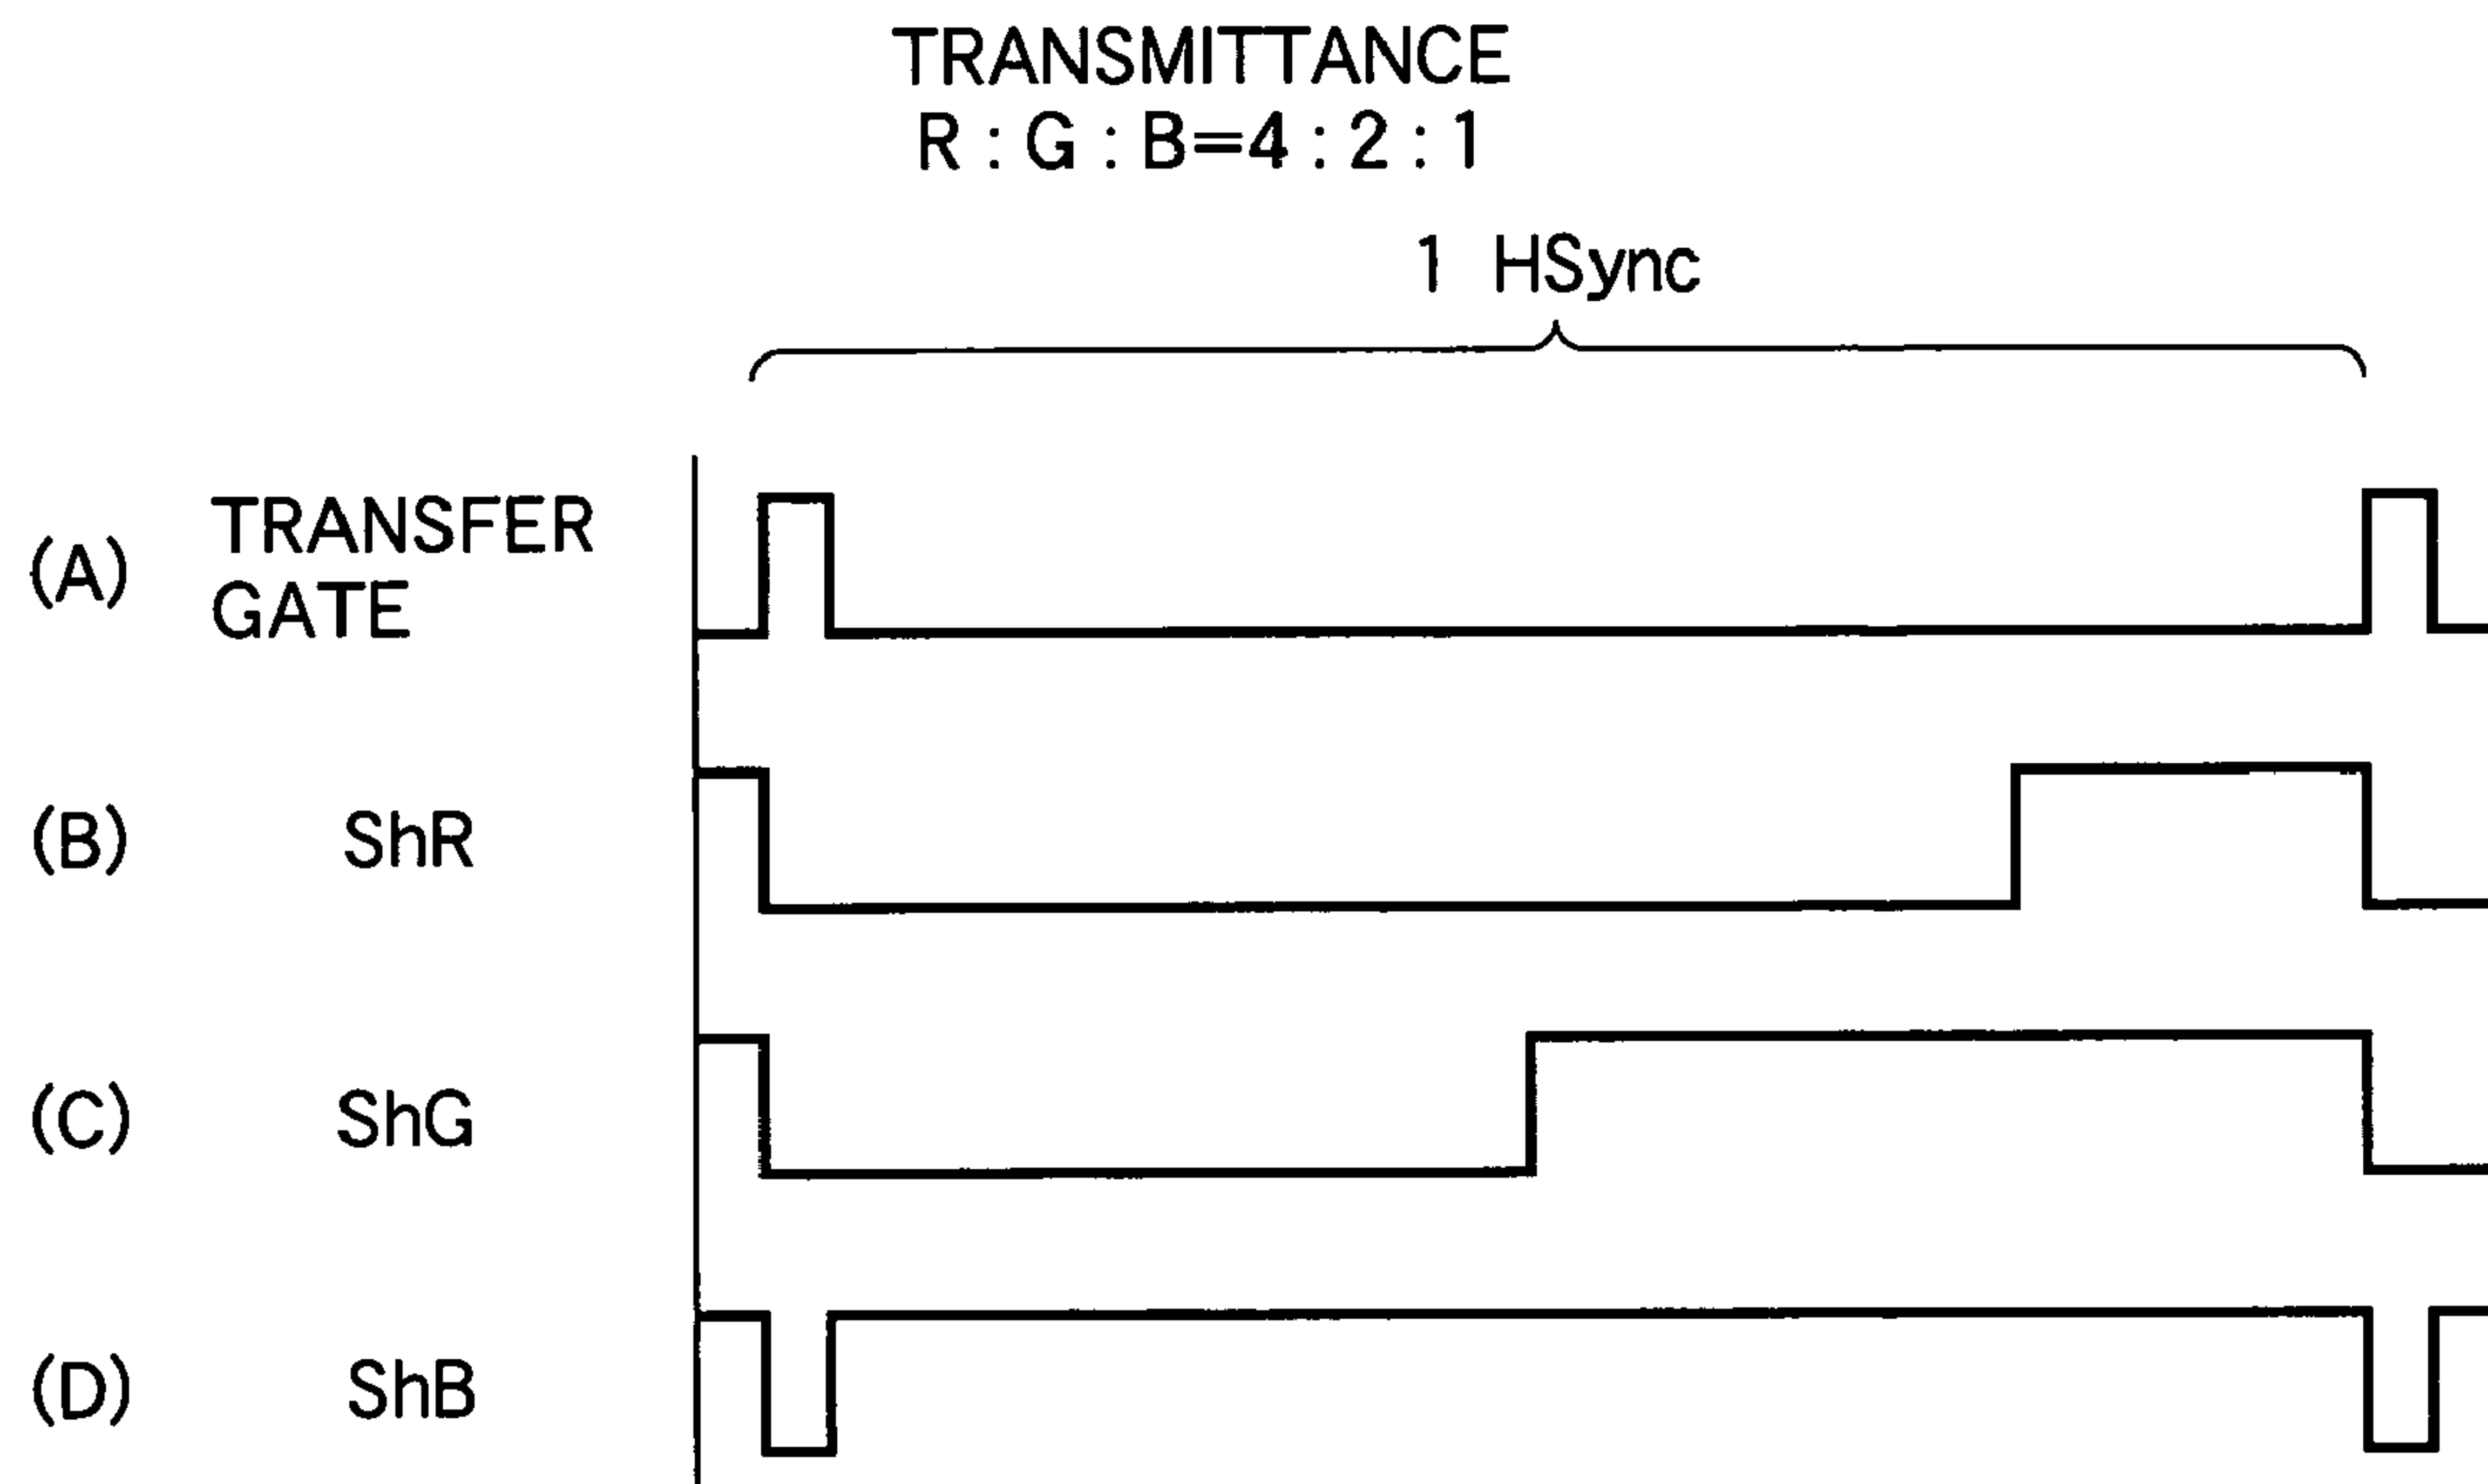 TRANSMITTANCE
R : G : B=4 : 2 : 1
1 HSync
(A) TRANSFER
GATE
(B) ShR
(C) ShG
(D) ShB